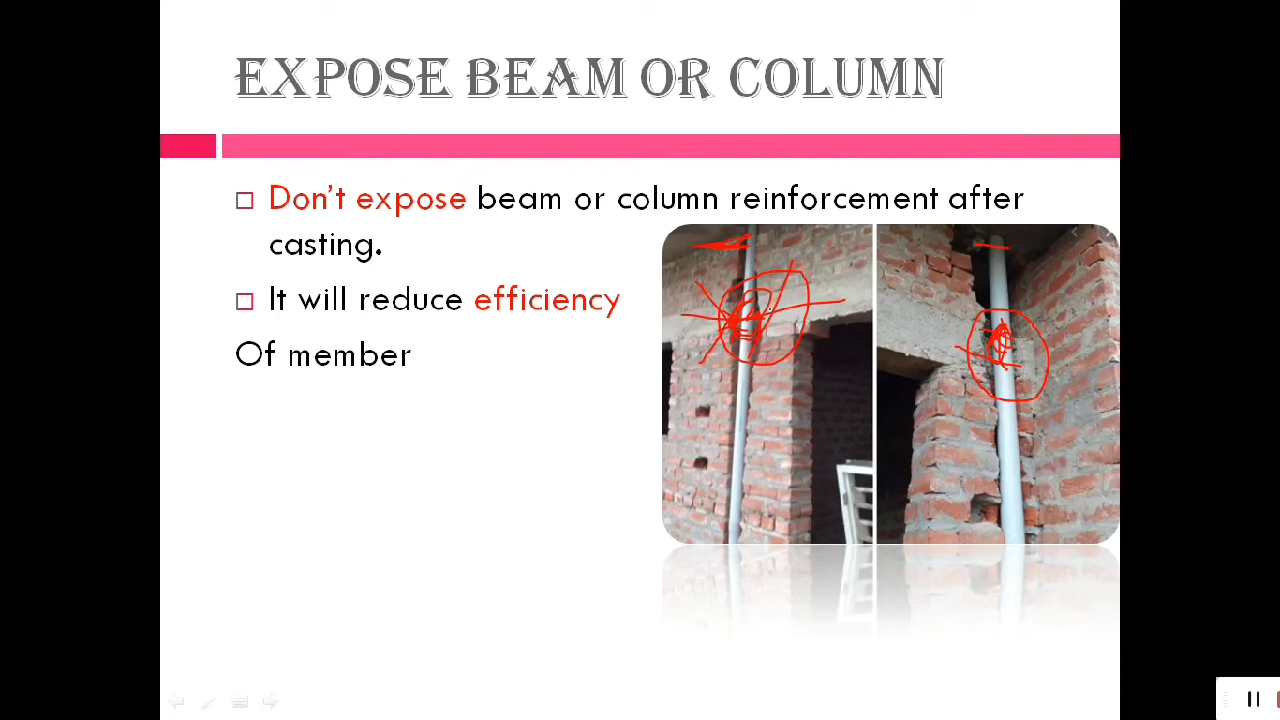 EXPOSE BEAM OR COLUMN
Don't expose beam or column reinforcement after
casting.
It will reduce efficiency
Of member